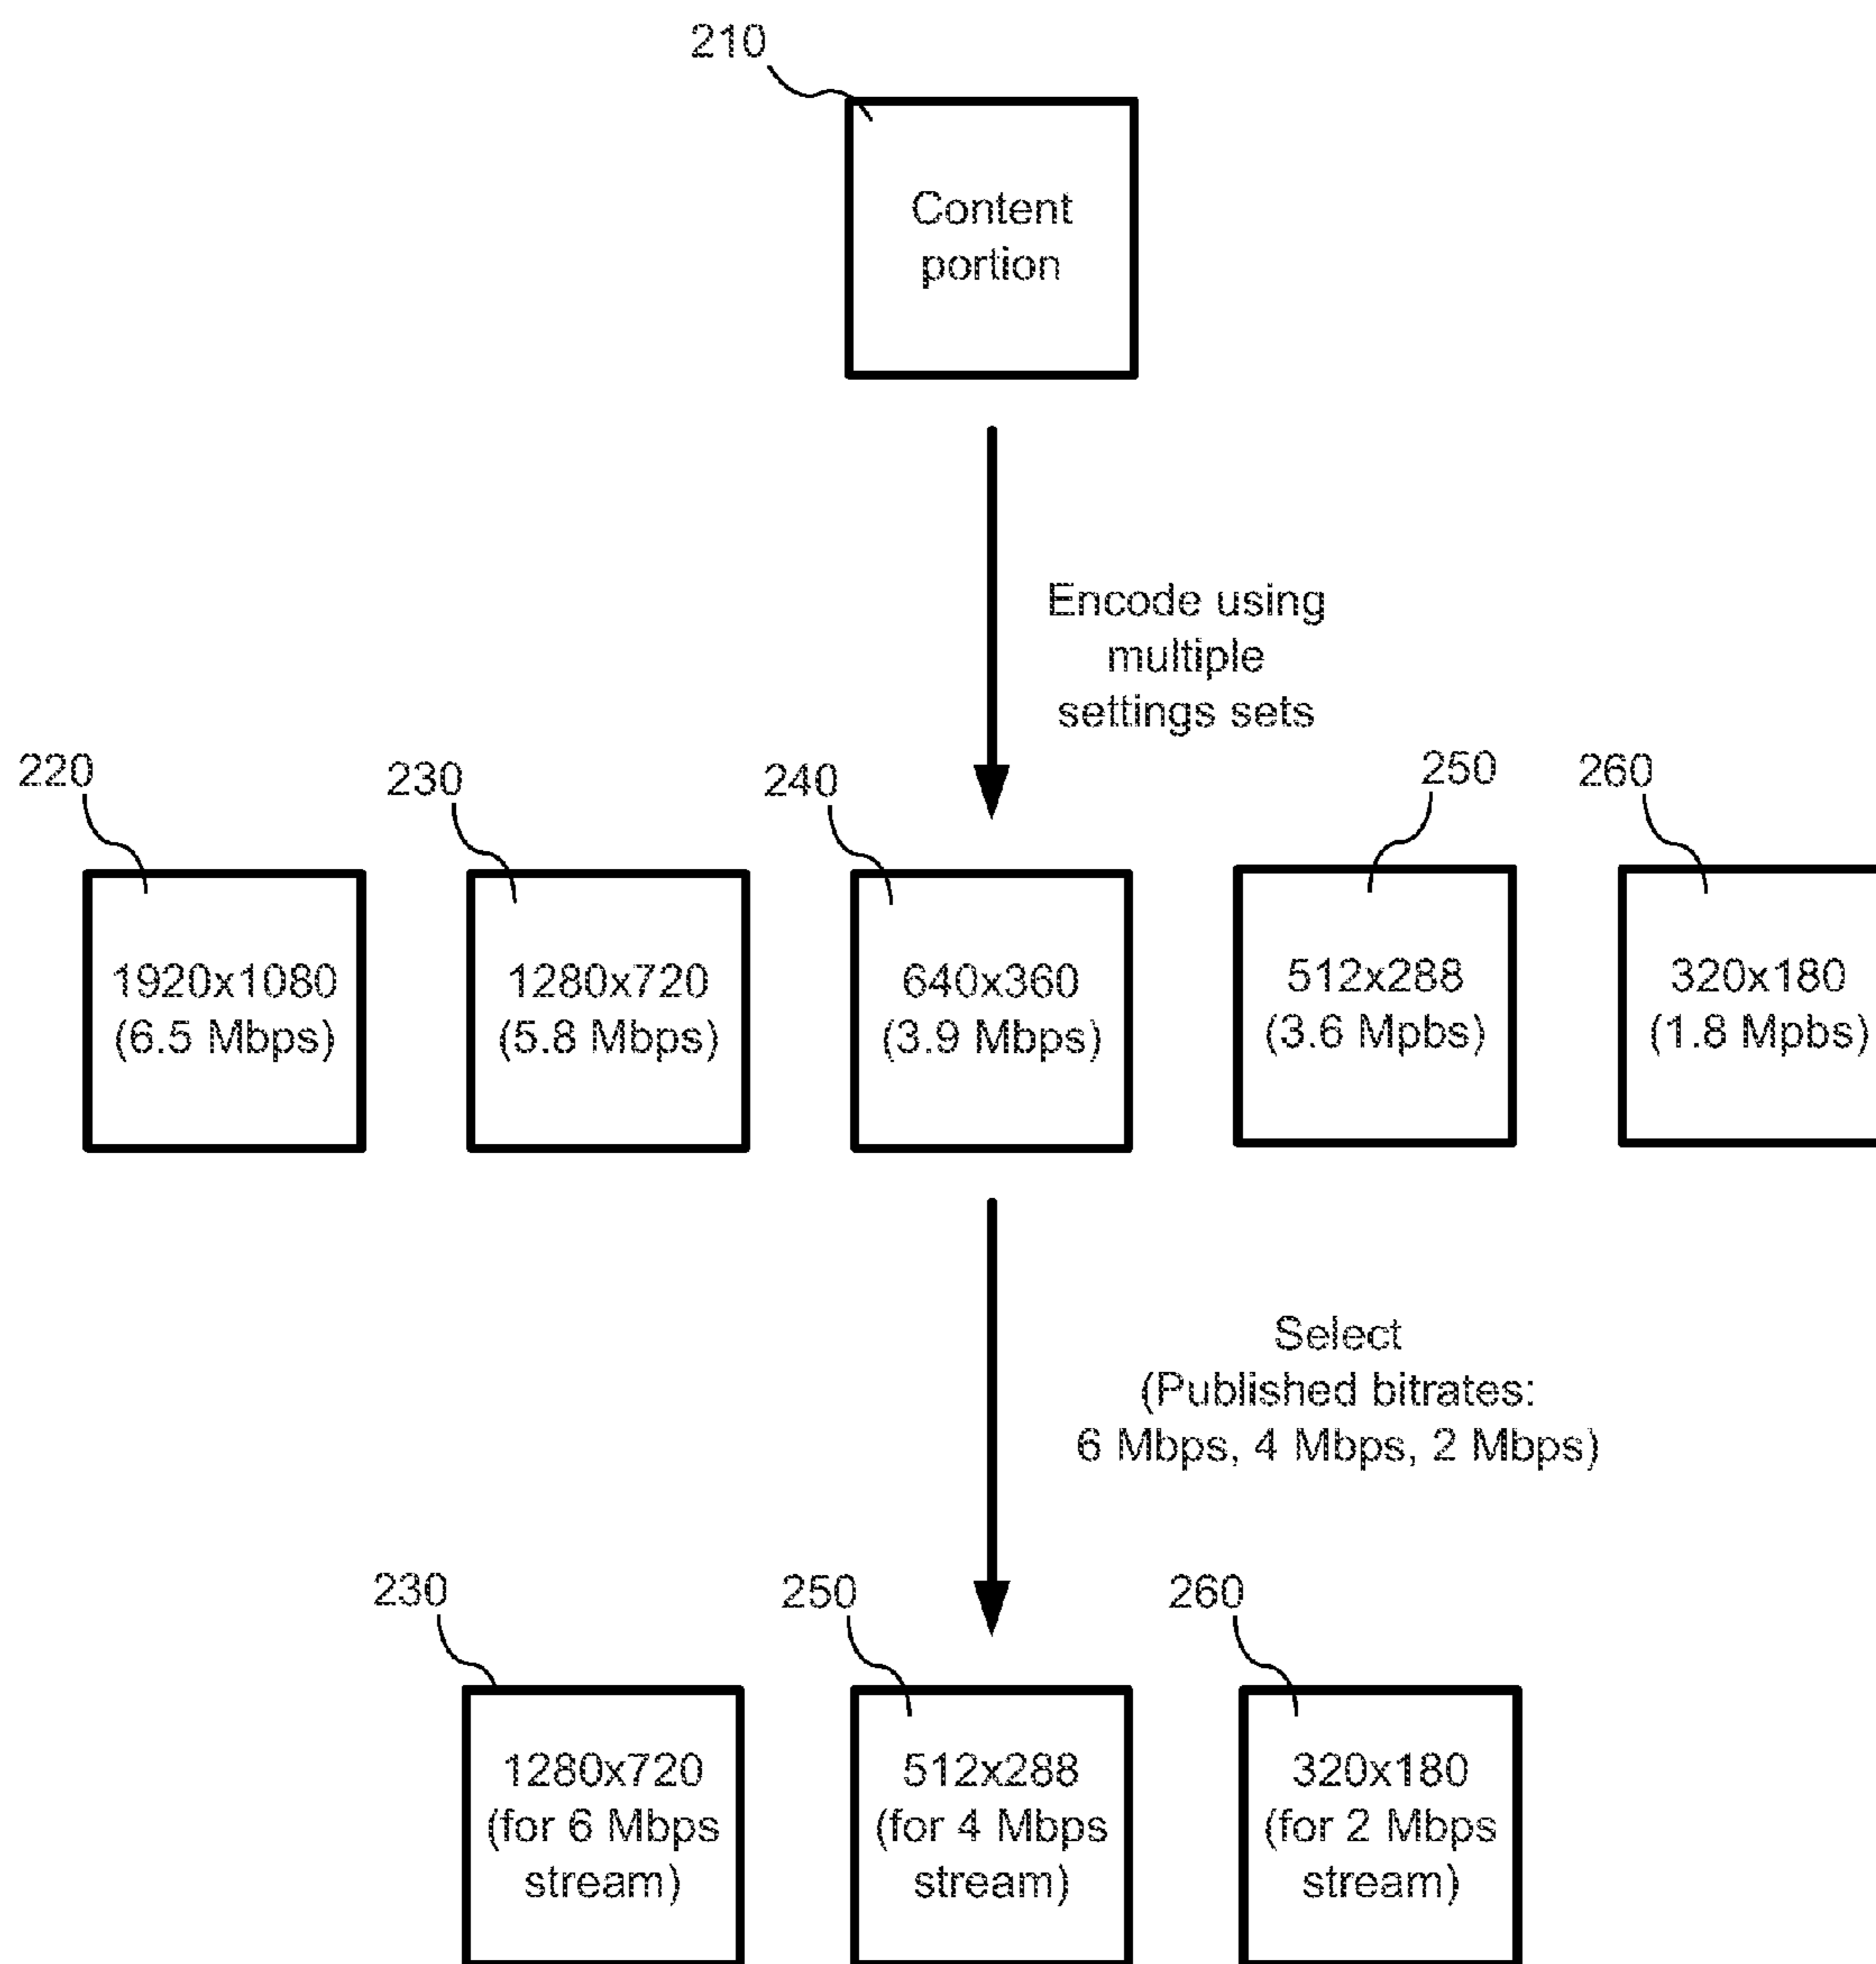 210
Content
portion
Encode using
multiple
settings sets
220
230
240
250
260
1920x1080
(6.5 Mbps)
1280x720
(5.8 Mbps)
640x360
(3.9 Mbps)
512x288
(3.6 Mpbs)
320x180
(1.8 Mpbs)
Select
(Published bitrates:
6 Mbps, 4 Mbps, 2 Mbps)
230
250
260
1280x720
(for 6 Mbps
stream)
512x288
(for 4 Mbps
stream)
320x180
(for 2 Mbps
stream)